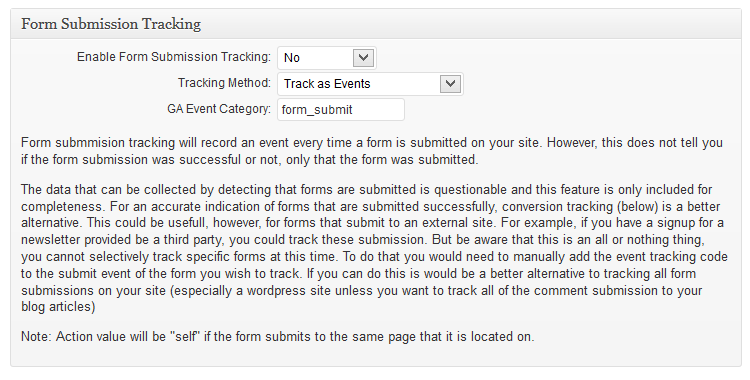 Form Submission Tracking
Enable Form Submission Tracking: No
Tracking Method: Track as Events
GA Event Category: form_submit
Form submmision tracking will record an event every time a form is submitted on your site. However, this does not tell you
if the form submission was successful or not, only that the form was submitted.
The data that can be collected by detecting that forms are submitted is questionable and this feature is only included for
completeness. For an accurate indication of forms that are submitted successfully, conversion tracking (below) is a better
alternative. This could be usefull, however, for forms that submit to an external site. For example, if you have a signup for a
newsletter provided be a third party, you could track these submission. But be aware that this is an all or nothing thing,
you cannot selectively track specific forms at this time. To do that you would need to manually add the event tracking code
to the submit event of the form you wish to track. If you can do this is would be a better alternative to tracking all form
submissions on your site (especially a wordpress site unless you want to track all of the comment submission to your
blog articles)
Note: Action value will be "self" if the form submits to the same page that it is located on.